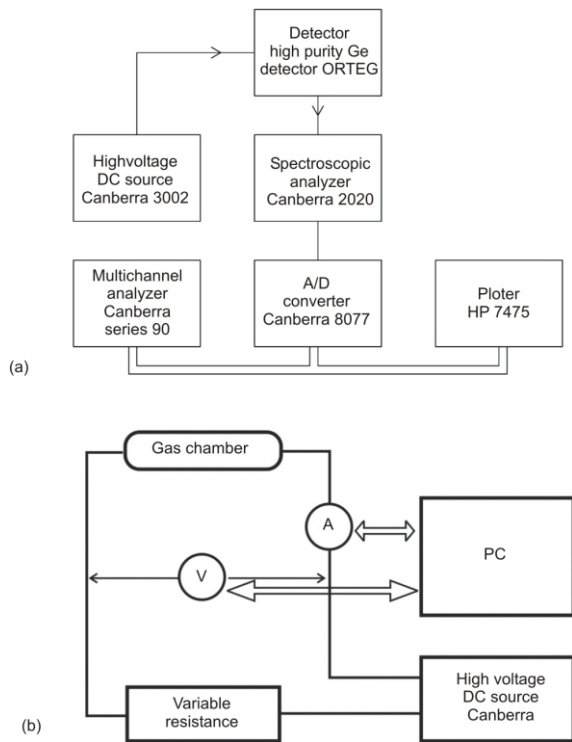 Detector
high purity Ge
detector ORTEG
Highvoltage
DC source
Canberra 3002
Spectroscopic
analyzer
Canberra 2020
Multichannel
analyzer
Canberra
series 90
A/D
converter
Canberra 8077
Ploter
HP 7475
(a)
Gas chamber
A
PC
V
High voltage
DC source
Canberra
Variable
resistance
(b)